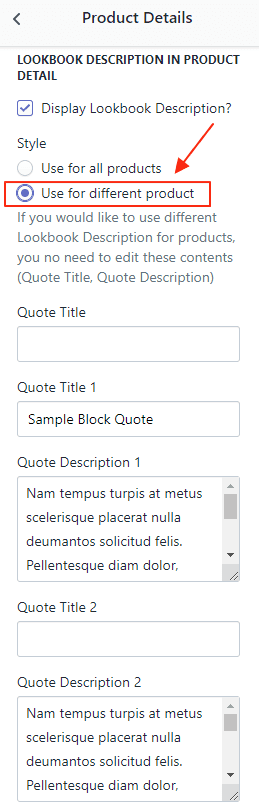 Product Details
LOOKBOOK DESCRIPTION IN PRODUCT
DETAIL
Display Lookbook Description?
Style
Use for all products
Use for different product
If you would like to use different
Lookbook Description for products,
you no need to edit these contents
(Quote Title, Quote Description)
Quote Title
Quote Title 1
Sample Block Quote
Quote Description 1
Nam tempus turpis at metus
scelerisque placerat nulla
deumantos solicitud felis.
Pellentesque diam dolor,
Quote Title 2
Quote Description 2
Nam tempus turpis at metus
scelerisque placerat nulla
deumantos solicitud felis.
Pellentesque diam dolor,